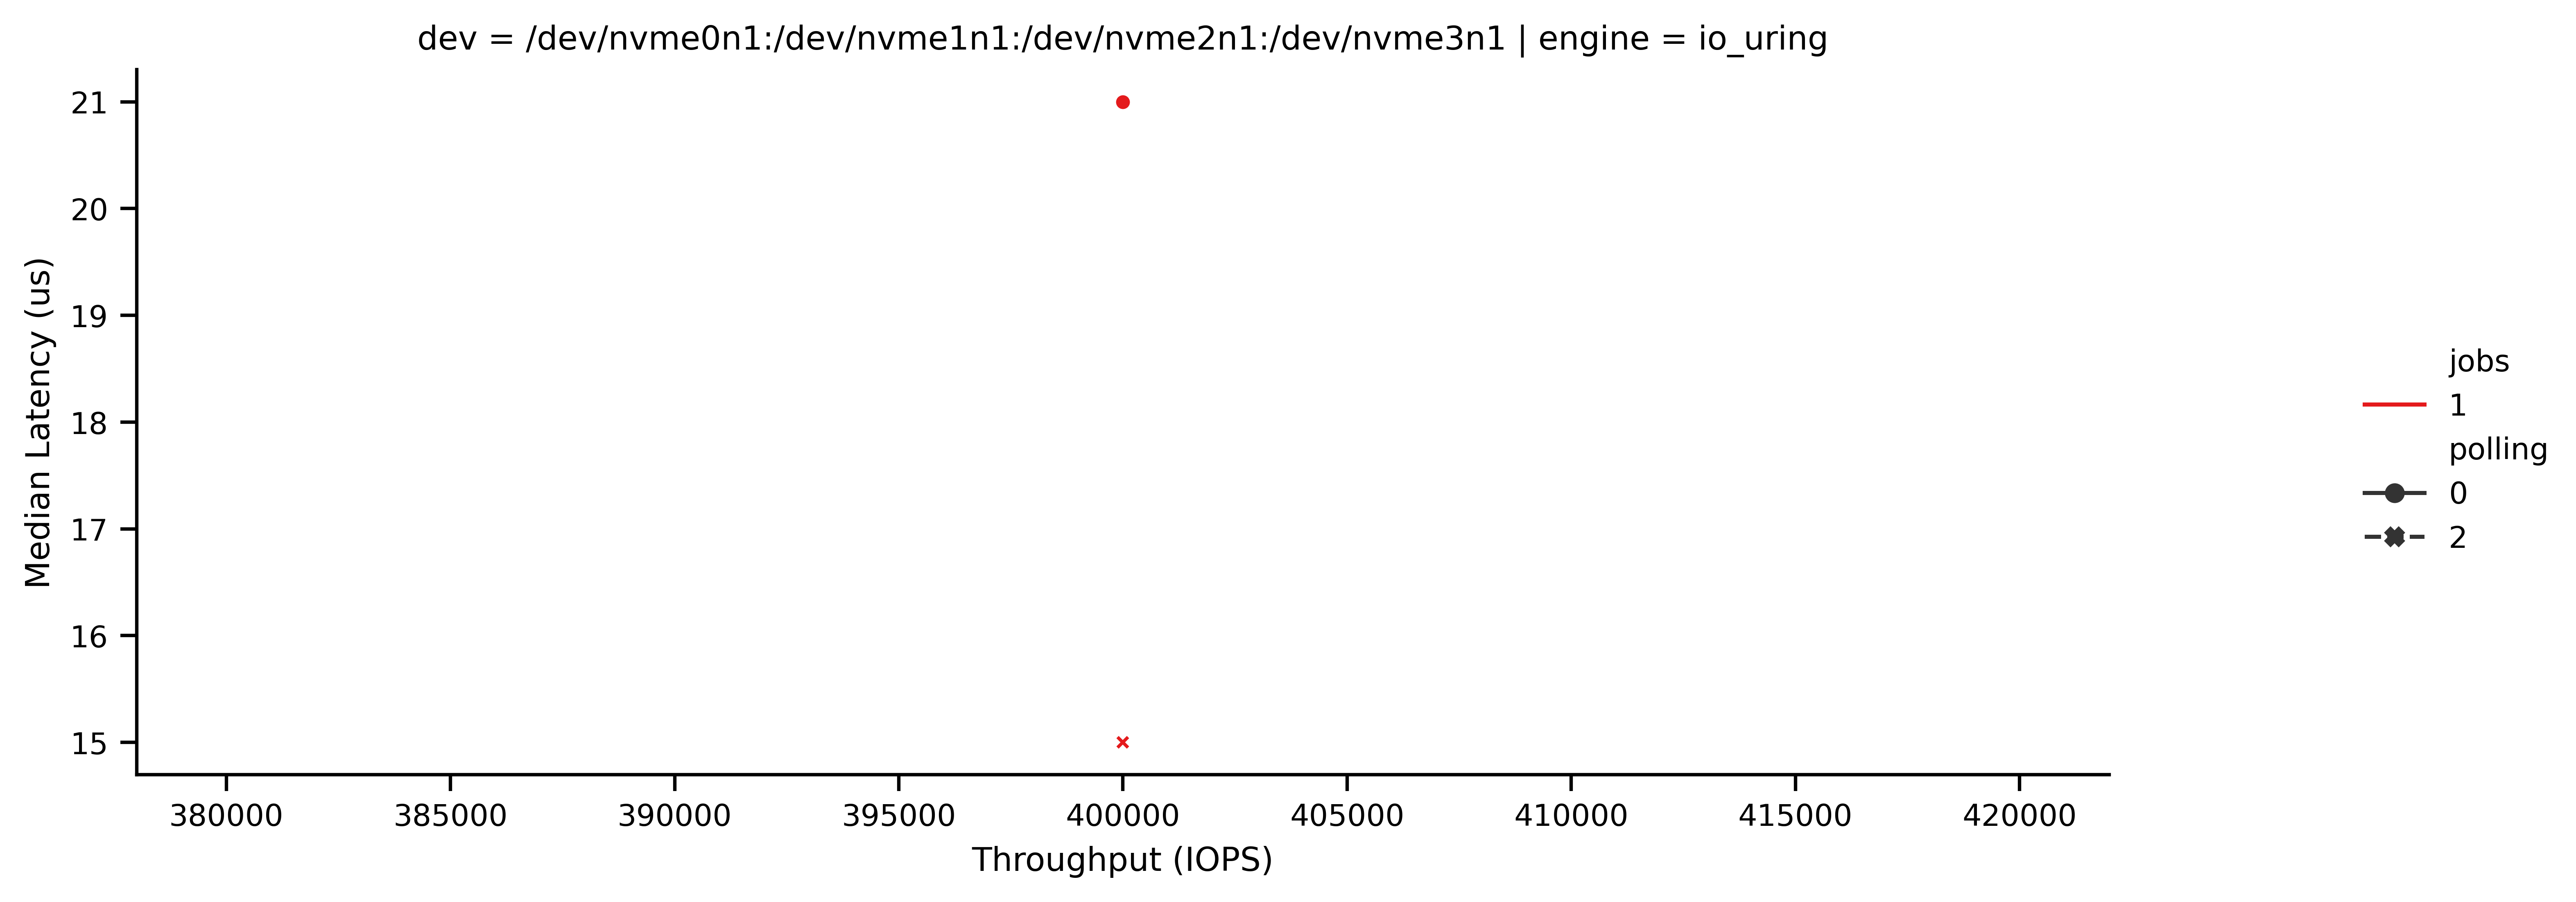 dev = /dev/nvme0n1:/dev/nvme1n1:/dev/nvme2n1:/dev/nvme3n1 | engine = io_uring
Median Latency (us)
21
20
19
18
17
16
15
380000 385000 390000 395000 400000 405000 410000 415000 420000
Throughput (IOPS)
jobs
1
polling
0
2